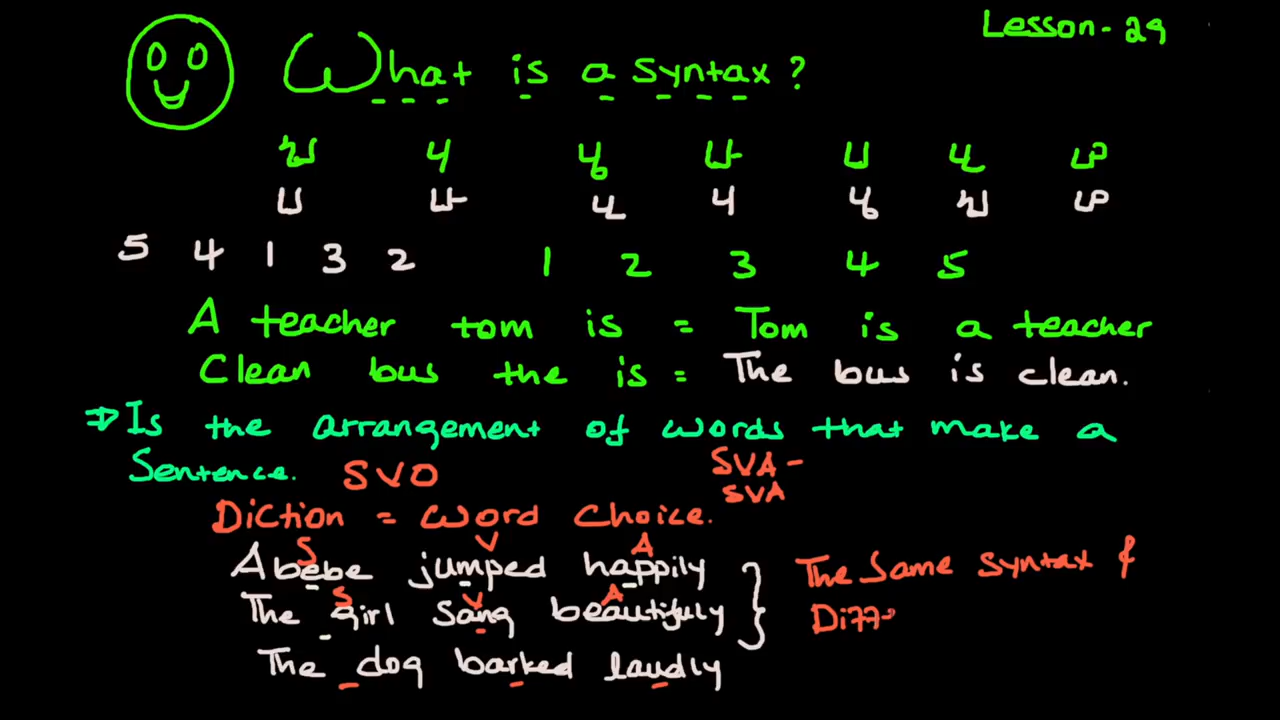 Lesson-29
What is a syntax?
ህ ሃ ሄ ሁ ሀ ሂ ሆ
ሀ ሁ ሂ ሃ ሄ ህ ሆ
5 4 1 3 2 1 2 3 4 5
A teacher tom is = Tom is a teacher
Clean bus the is = The bus is clean.
⇒ Is the arrangement of words that make a
Sentence. SVO SVA -
SVA
Diction = word choice.
S V A
Abebe jumped happily
The same syntax &
S V A
The girl sang beautifully
Diff-
The dog barked laudly